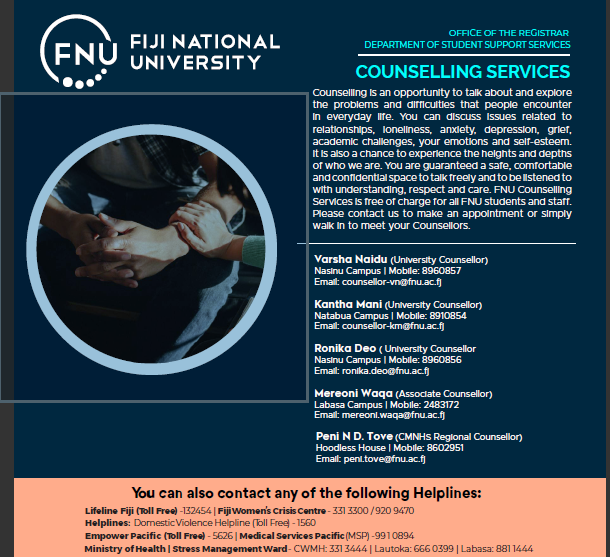 FNU
FIJI NATIONAL
UNIVERSITY
OFFICE OF THE REGISTRAR
DEPARTMENT OF STUDENT SUPPORT SERVICES
COUNSELLING SERVICES
Counselling is an opportunity to talk about and explore
the problems and difficulties that people encounter
in everyday life. You can discuss issues related to
relationships, loneliness, anxiety, depression, grief,
academic challenges, your emotions and self-esteem.
It is also a chance to experience the heights and depths
of who we are. You are guaranteed a safe, comfortable
and confidential space to talk freely and to be listened to
with understanding, respect and care. FNU Counselling
Services is free of charge for all FNU students and staff.
Please contact us to make an appointment or simply
walk in to meet your Counsellors.
Varsha Naidu (University Counsellor)
Nasinu Campus | Mobile: 8960857
Email: counsellor-vn@fnu.ac.fj
Kantha Mani (University Counsellor)
Natabua Campus | Mobile: 8910854
Email: counsellor-km@fnu.ac.fj
Ronika Deo ( University Counsellor
Nasinu Campus | Mobile: 8960856
Email: ronika.deo@fnu.ac.fj
Mereoni Waqa (Associate Counsellor)
Labasa Campus | Mobile: 2483172
Email: mereoni.waqa@fnu.ac.fj
Peni N D. Tove (CMNHS Regional Counsellor)
Hoodless House | Mobile: 8602951
Email: peni.tove@fnu.ac.fj
You can also contact any of the following Helplines:
Lifeline Fiji (Toll Free) -132454 | Fiji Women's Crisis Centre - 331 3300 / 920 9470
Helplines: Domestic Violence Helpline (Toll Free) - 1560
Empower Pacific (Toll Free) - 5626 | Medical Services Pacific (MSP) -991 0894
Ministry of Health | Stress Management Ward - CWMH: 331 3444 | Lautoka: 666 0399 | Labasa: 881 1444